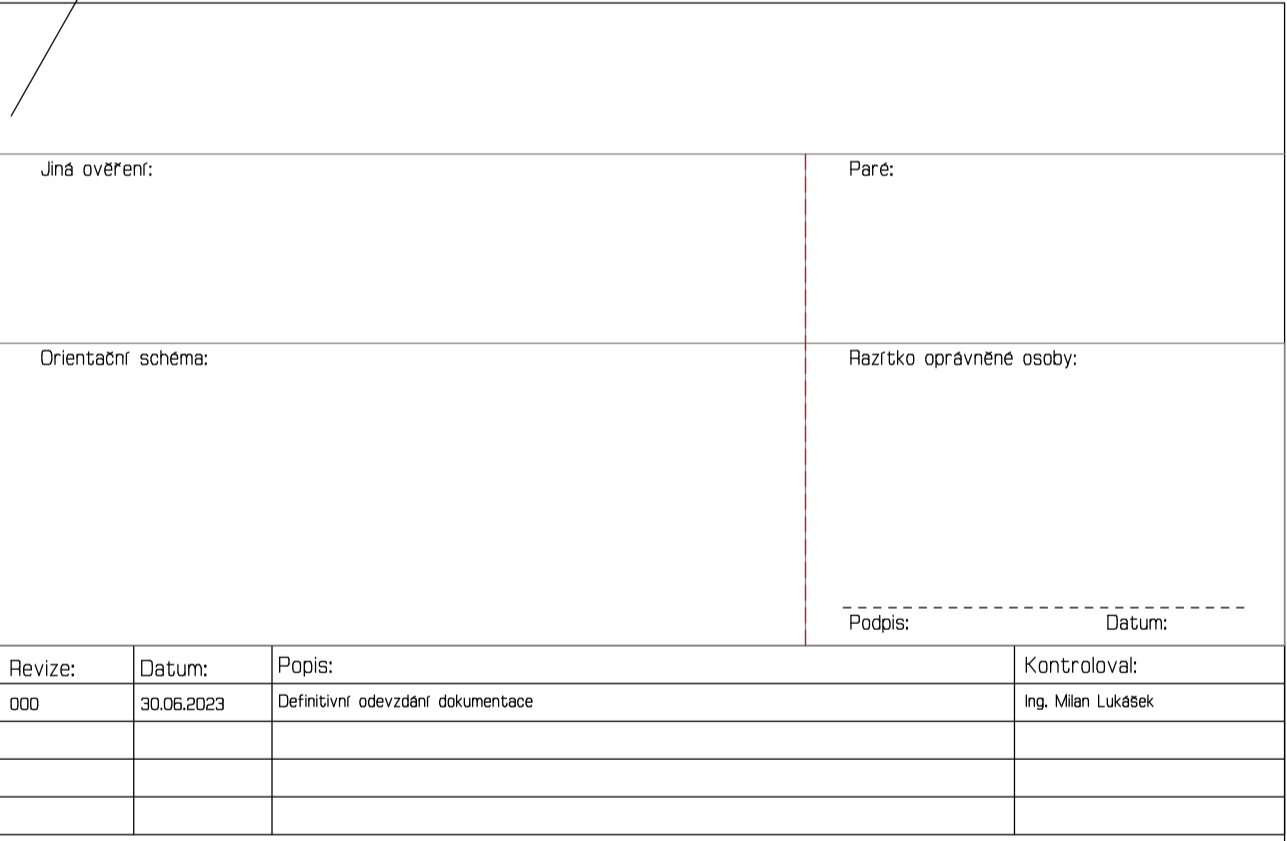 Jiná ověření:
Paré:
Orientační schéma:
Razítko oprávněné osoby:
Podpis: Datum:
Revize: Datum: Popis: Kontroloval:
000 30.06.2023 Definitivní odevzdání dokumentace Ing. Milan Lukášek